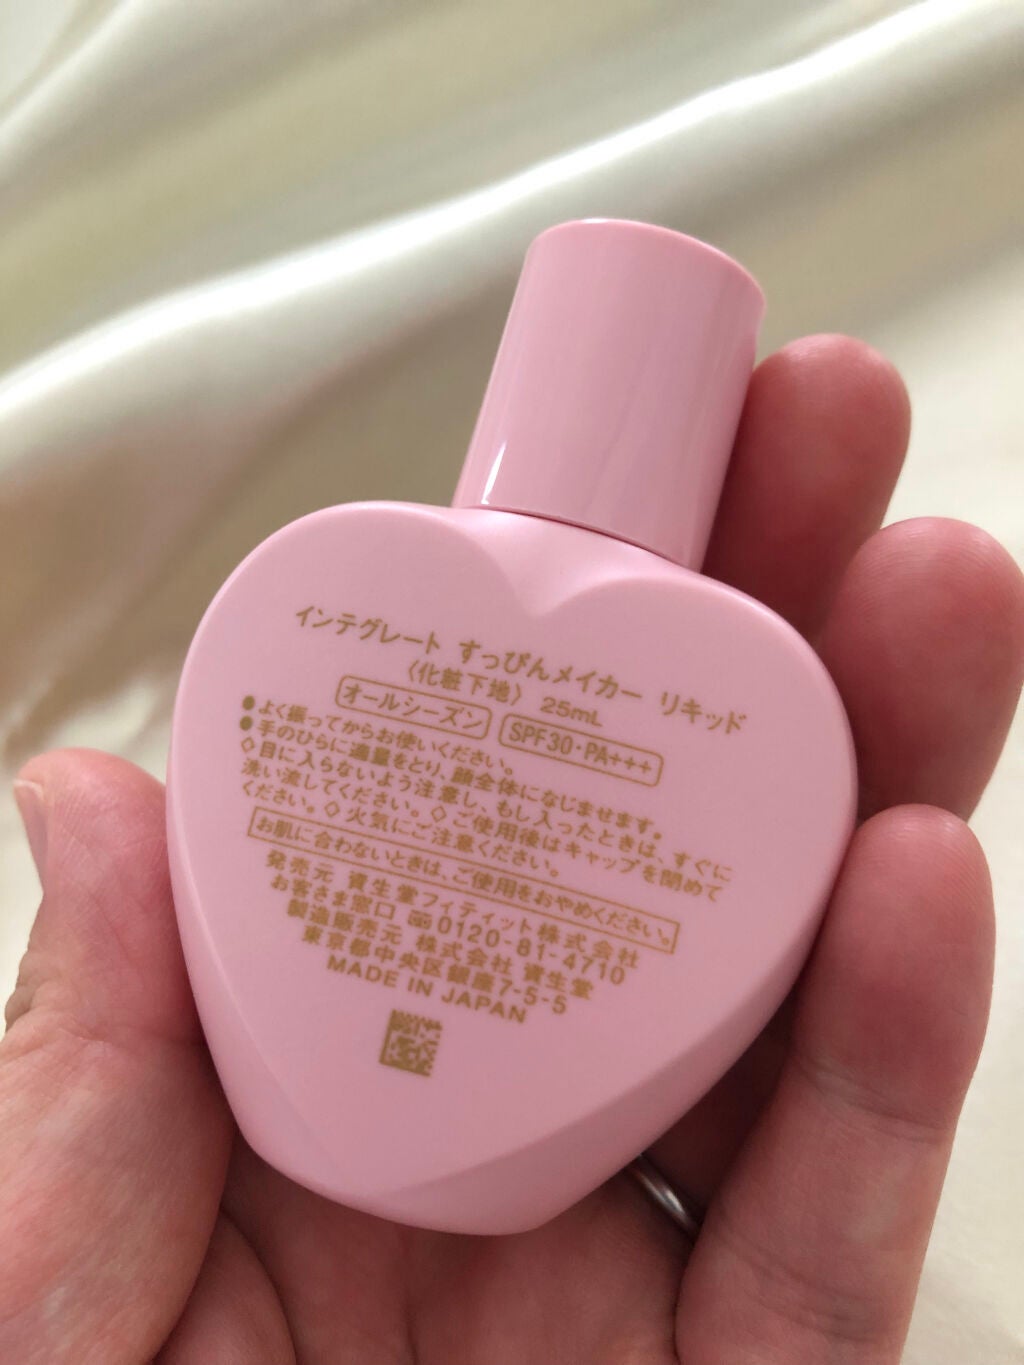 インテグレート すっぴんメイカー リキッド
〈化粧下地〉 25mL
オールシーズン SPF30・PA+++
●よく振ってからお使いください。
●手のひらに適量をとり、顔全体になじませます。
◇目に入らないよう注意し、もし入ったときは、すぐに
洗い流してください。◇ご使用後はキャップを閉めて
ください。◇火気にご注意ください。
お肌に合わないときは、ご使用をおやめください。
発売元 資生堂フィティット株式会社
お客さま窓口 0120-81-4710
製造販売元 株式会社 資生堂
東京都中央区銀座7-5-5
MADE IN JAPAN